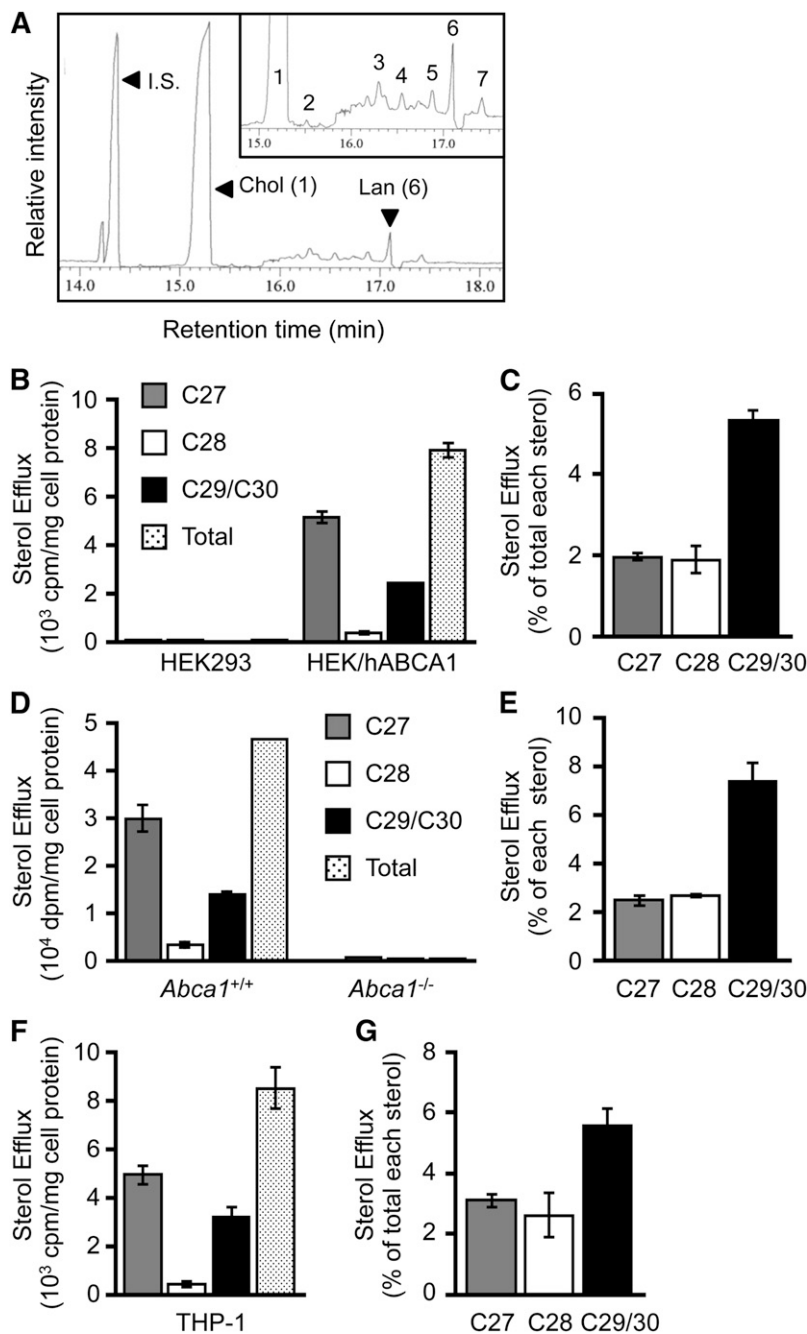 A
Relative intensity
I.S.
Chol (1)
Lan (6)
1
2
3
4
5
6
7
15.0
16.0
17.0
14.0
15.0
16.0
17.0
18.0
Retention time (min)
B
Sterol Efflux
(10³ cpm/mg cell protein)
10
8
6
4
2
0
C27
C28
C29/C30
Total
HEK293
HEK/hABCA1
C
Sterol Efflux
(% of total each sterol)
6
4
2
0
C27
C28
C29/30
D
Sterol Efflux
(10⁴ dpm/mg cell protein)
5
4
3
2
1
0
C27
C28
C29/C30
Total
Abca1⁺/⁺
Abca1⁻/⁻
E
Sterol Efflux
(% of each sterol)
10
8
6
4
2
0
C27
C28
C29/30
F
Sterol Efflux
(10³ cpm/mg cell protein)
10
8
6
4
2
0
THP-1
G
Sterol Efflux
(% of total each sterol)
8
6
4
2
0
C27
C28
C29/30